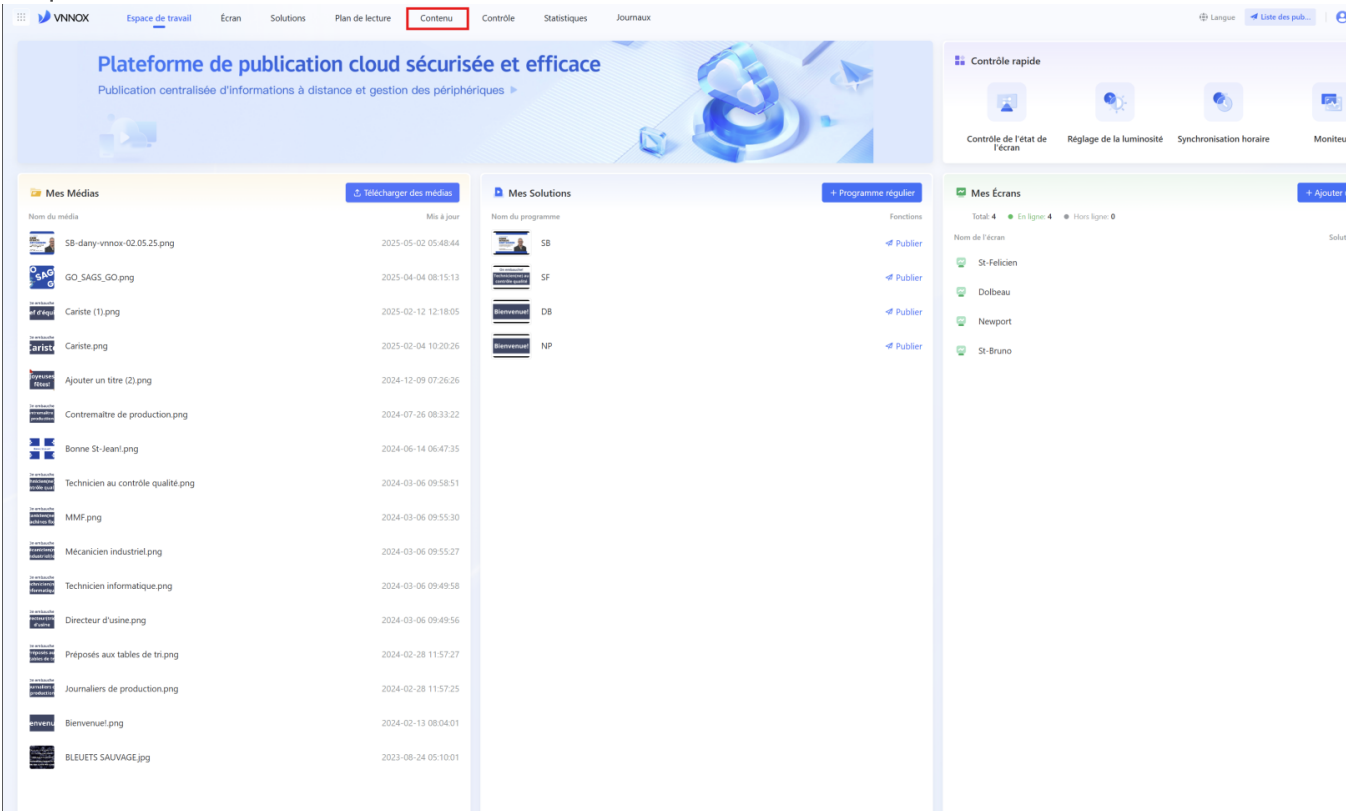 VNNOX
Espace de travail
Écran
Solutions
Plan de lecture
Contenu
Contrôle
Statistiques
Journaux
Langue
Liste des pub...
Plateforme de publication cloud sécurisée et efficace
Publication centralisée d'informations à distance et gestion des périphériques
Contrôle rapide
Contrôle de l'état de
l'écran
Réglage de la luminosité
Synchronisation horaire
Moniteu
Mes Médias
Télécharger des médias
Nom du média
Mis à jour
SB-dany-vnnox-02.05.25.png
2025-05-02 05:48:44
GO_SAGS_GO.png
2025-04-04 08:15:13
Cariste (1).png
2025-02-12 12:18:05
Cariste.png
2025-02-04 10:20:26
Ajouter un titre (2).png
2024-12-09 07:26:26
Contremaître de production.png
2024-07-26 08:33:22
Bonne St-Jean!.png
2024-06-14 06:47:35
Technicien au contrôle qualité.png
2024-03-06 09:58:51
MMF.png
2024-03-06 09:55:30
Mécanicien industriel.png
2024-03-06 09:55:27
Technicien informatique.png
2024-03-06 09:49:58
Directeur d'usine.png
2024-03-06 09:49:56
Préposés aux tables de tri.png
2024-02-28 11:57:27
Journaliers de production.png
2024-02-28 11:57:25
Bienvenue!.png
2024-02-13 08:04:01
BLEUETS SAUVAGE.jpg
2023-08-24 05:10:01
Mes Solutions
+ Programme régulier
Nom du programme
Fonctions
SB
Publier
SF
Publier
Bienvenue!
DB
Publier
Bienvenue!
NP
Publier
Mes Écrans
+ Ajouter
Total: 4
En ligne: 4
Hors ligne: 0
Nom de l'écran
Solut
St-Felicien
Dolbeau
Newport
St-Bruno